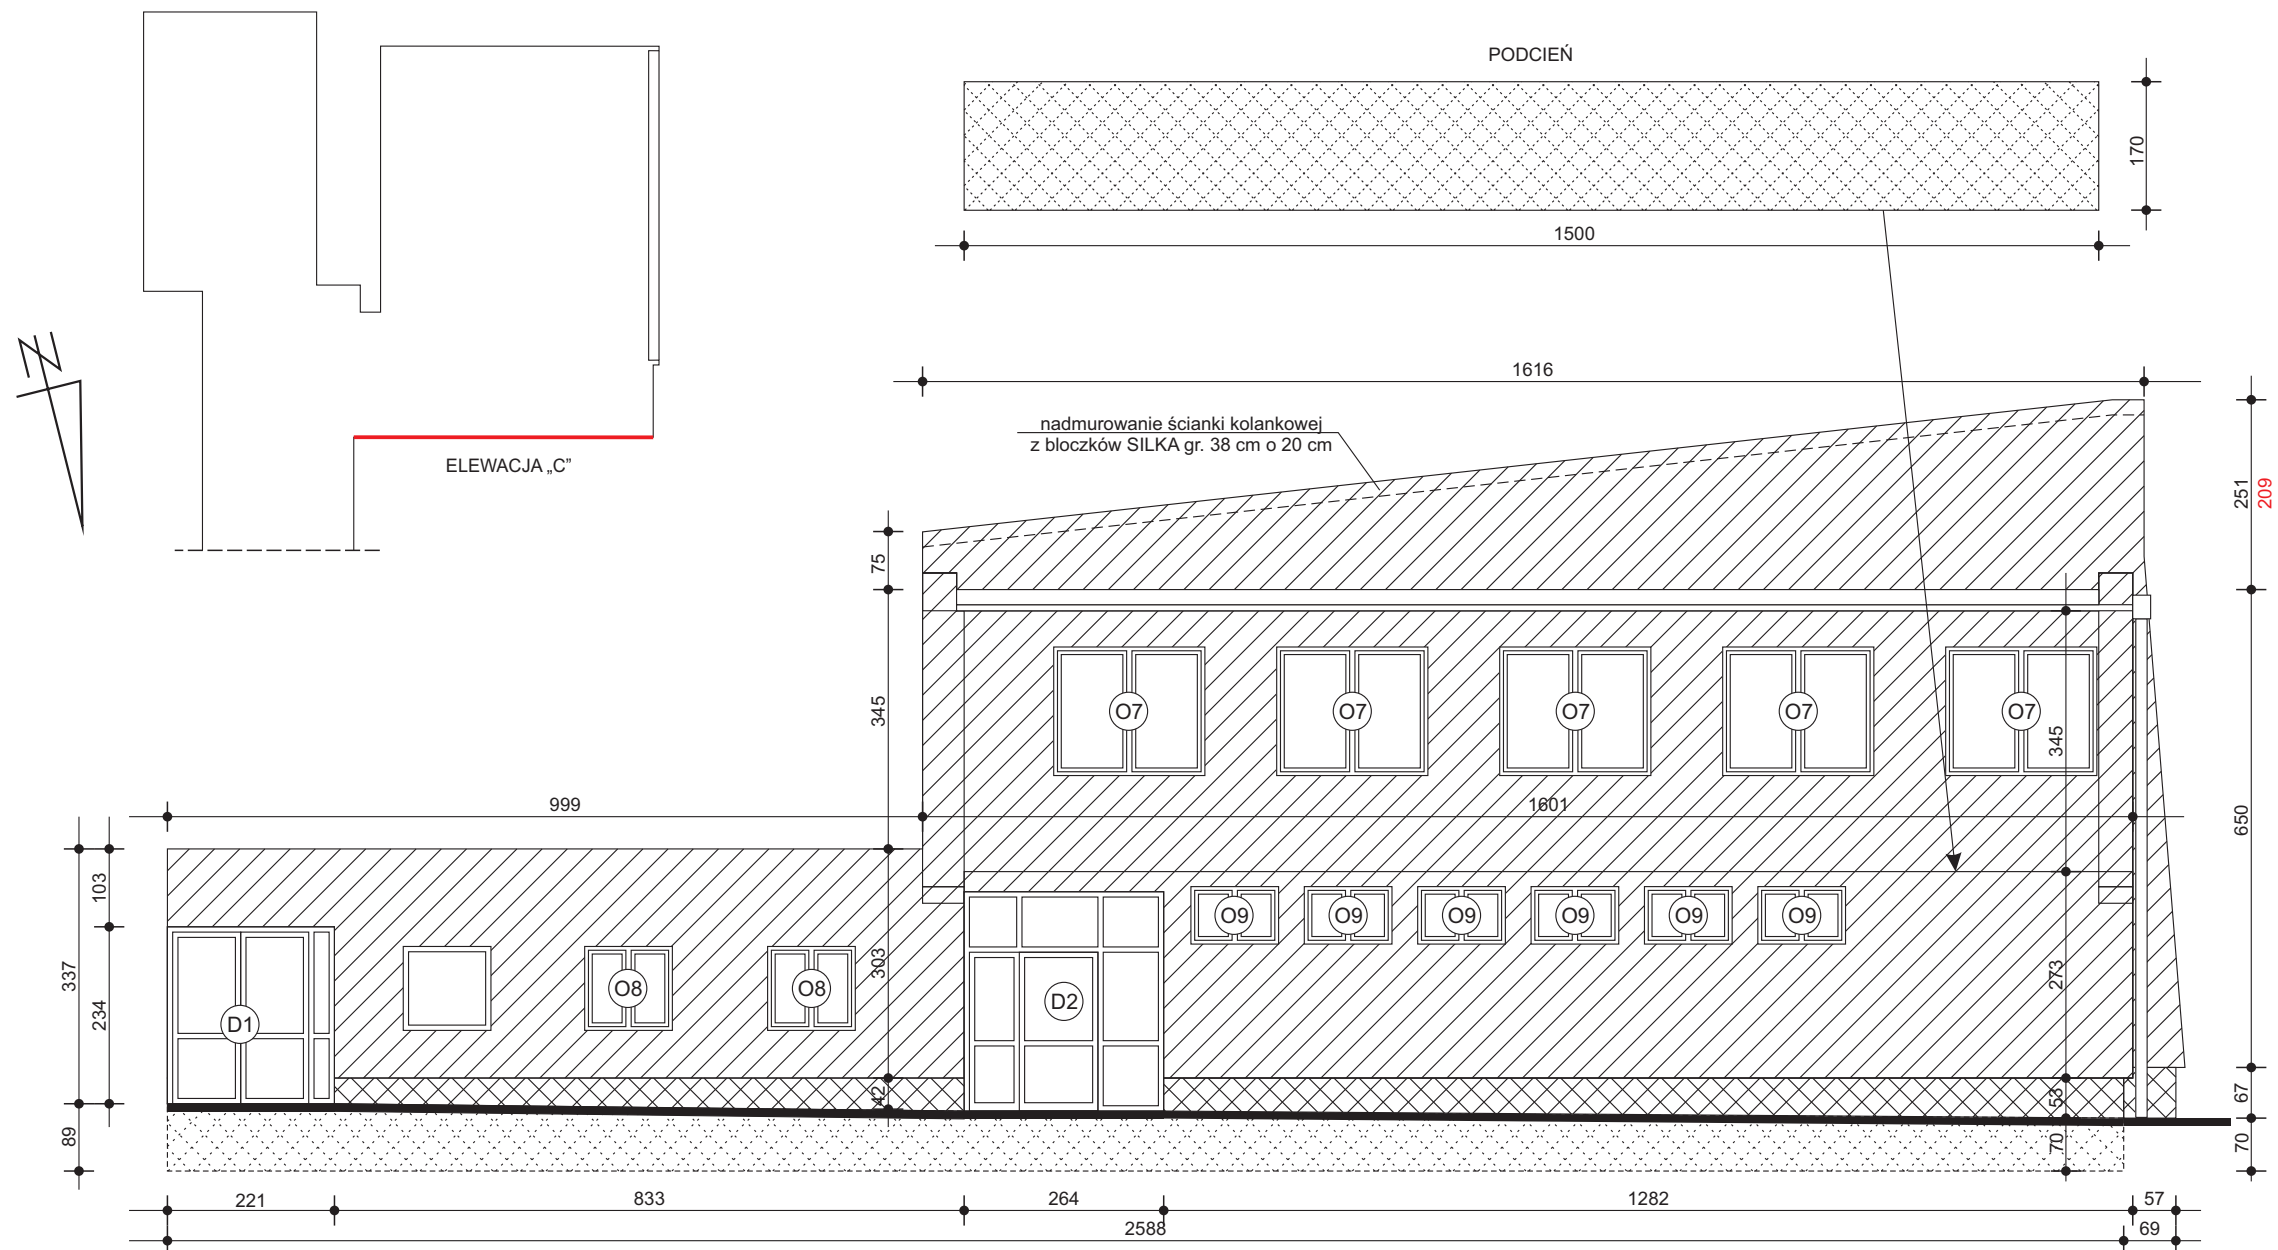 PODCIEŃ
170
1500
N
ELEWACJA „C”
1616
nadmurowanie ścianki kolankowej
z bloczków SILKA gr. 38 cm o 20 cm
251
209
75
345
O7 O7 O7 O7 O7
345
999
1601
650
103
337
234
303
O9 O9 O9 O9 O9 O9
273
D1
O8 O8
D2
42
53
67
89
70
70
221 833 264 1282 57
2588 69